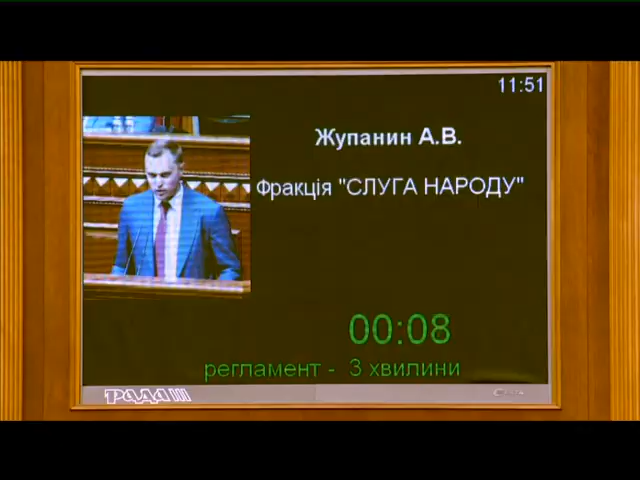 11:51
Жупанин А.В.
Фракція "СЛУГА НАРОДУ"
00:08
регламент - 3 хвилини
РАДА